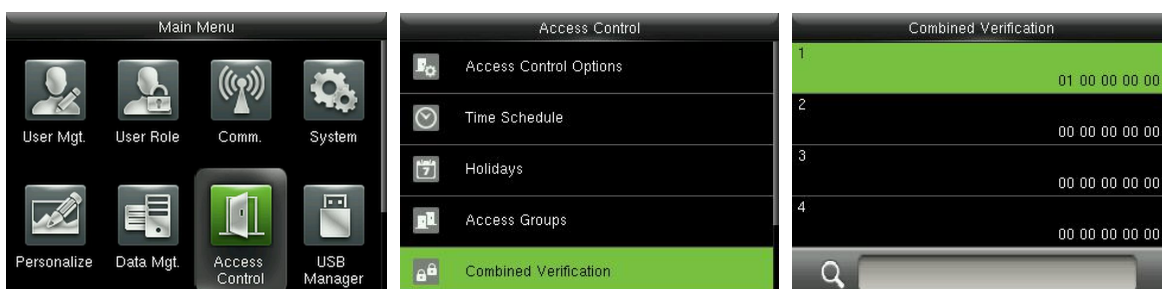 Main Menu
User Mgt.
User Role
Comm.
System
Personalize
Data Mgt.
Access
Control
USB
Manager
Access Control
Access Control Options
Time Schedule
7
Holidays
Access Groups
Combined Verification
Combined Verification
1
01 00 00 00 00
2
00 00 00 00 00
3
00 00 00 00 00
4
00 00 00 00 00